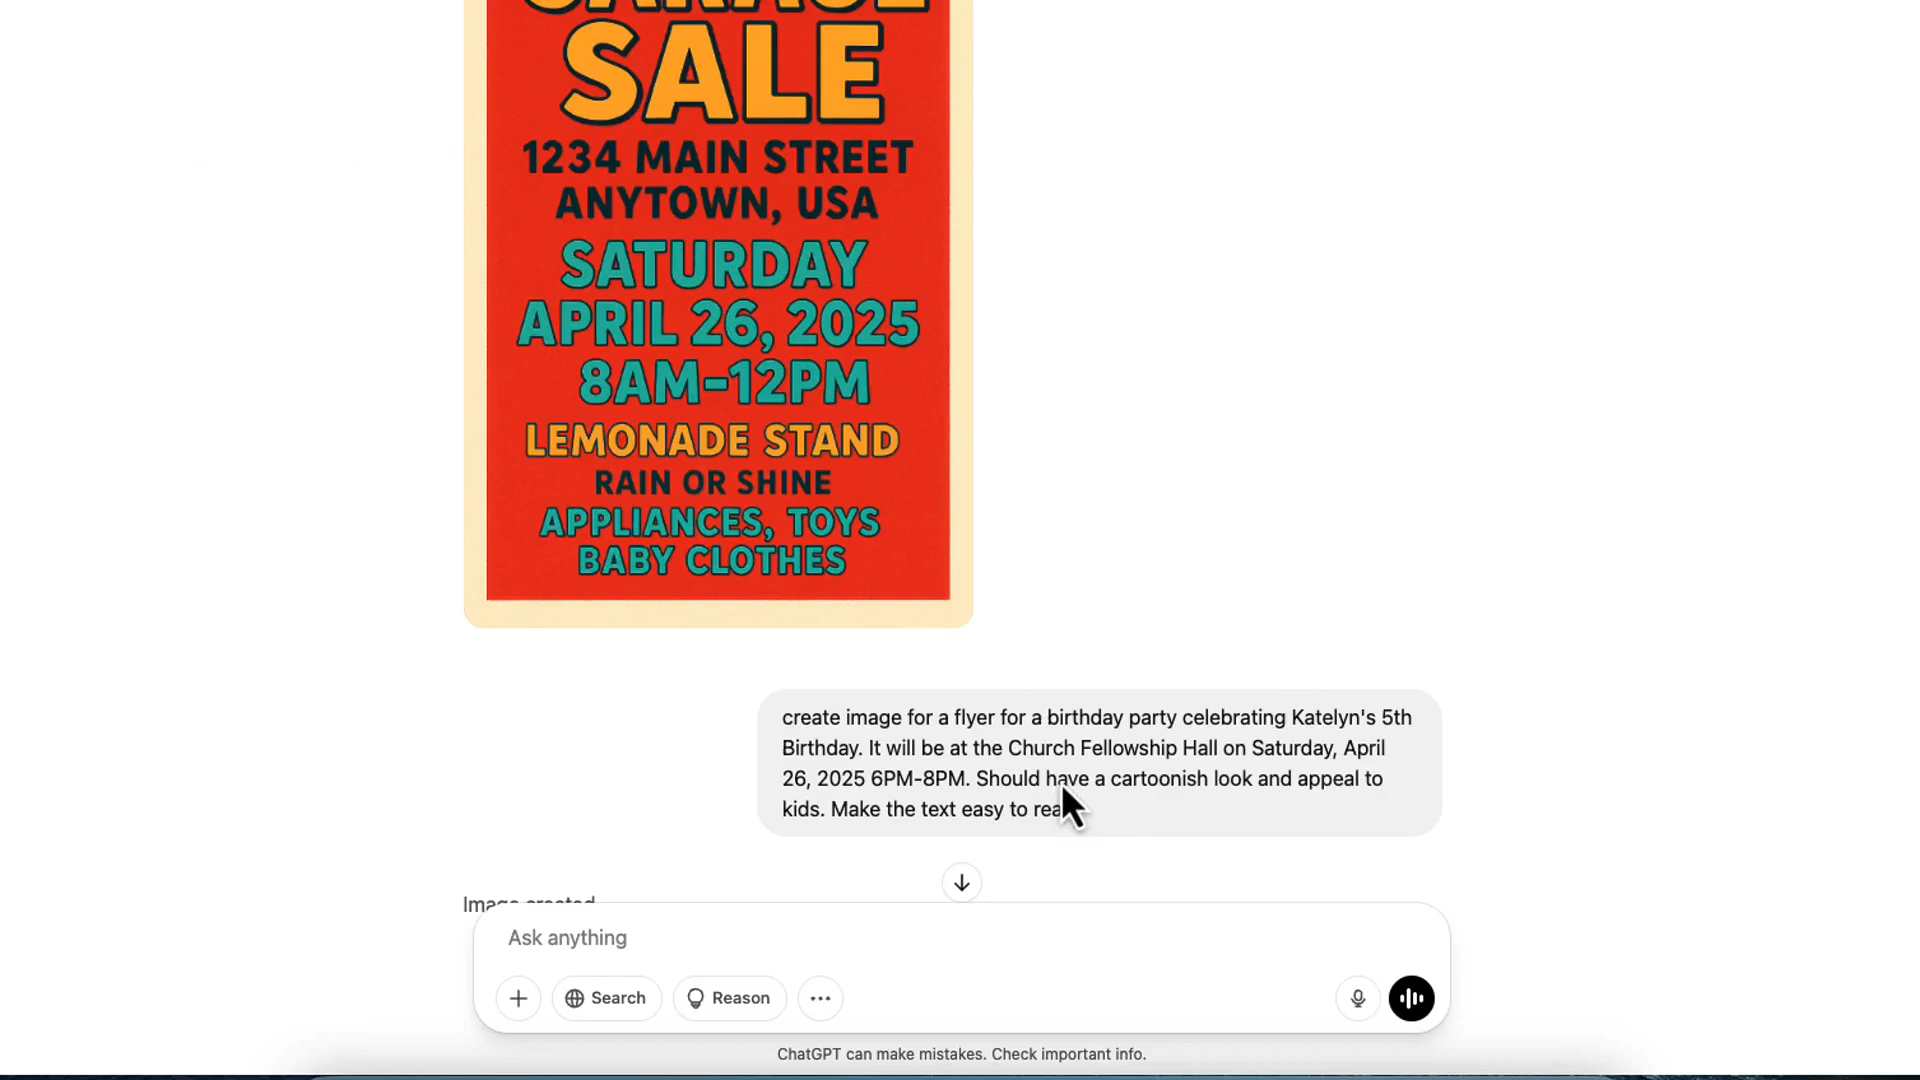 GARAGE
SALE
1234 MAIN STREET
ANYTOWN, USA
SATURDAY
APRIL 26, 2025
8AM-12PM
LEMONADE STAND
RAIN OR SHINE
APPLIANCES, TOYS
BABY CLOTHES
create image for a flyer for a birthday party celebrating Katelyn's 5th
Birthday. It will be at the Church Fellowship Hall on Saturday, April
26, 2025 6PM-8PM. Should have a cartoonish look and appeal to
kids. Make the text easy to rea
Image created
Ask anything
Search
Reason
ChatGPT can make mistakes. Check important info.